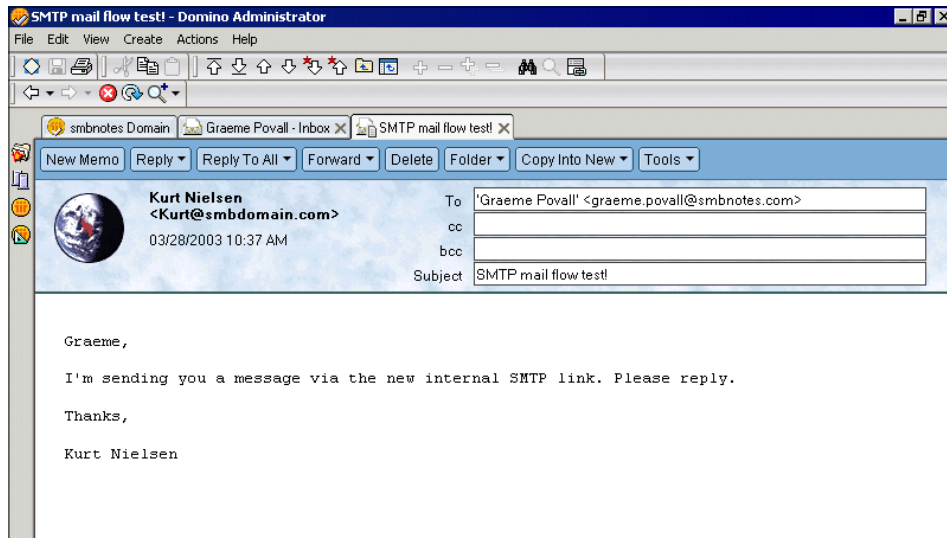 SMTP mail flow test! - Domino Administrator
File Edit View Create Actions Help
smbnotes Domain Graeme Povall - Inbox SMTP mail flow test!
New Memo Reply Reply To All Forward Delete Folder Copy Into New Tools
Kurt Nielsen
<Kurt@smbdomain.com>
03/28/2003 10:37 AM
To 'Graeme Povall' <graeme.povall@smbnotes.com>
cc
bcc
Subject SMTP mail flow test!
Graeme,
I'm sending you a message via the new internal SMTP link. Please reply.
Thanks,
Kurt Nielsen